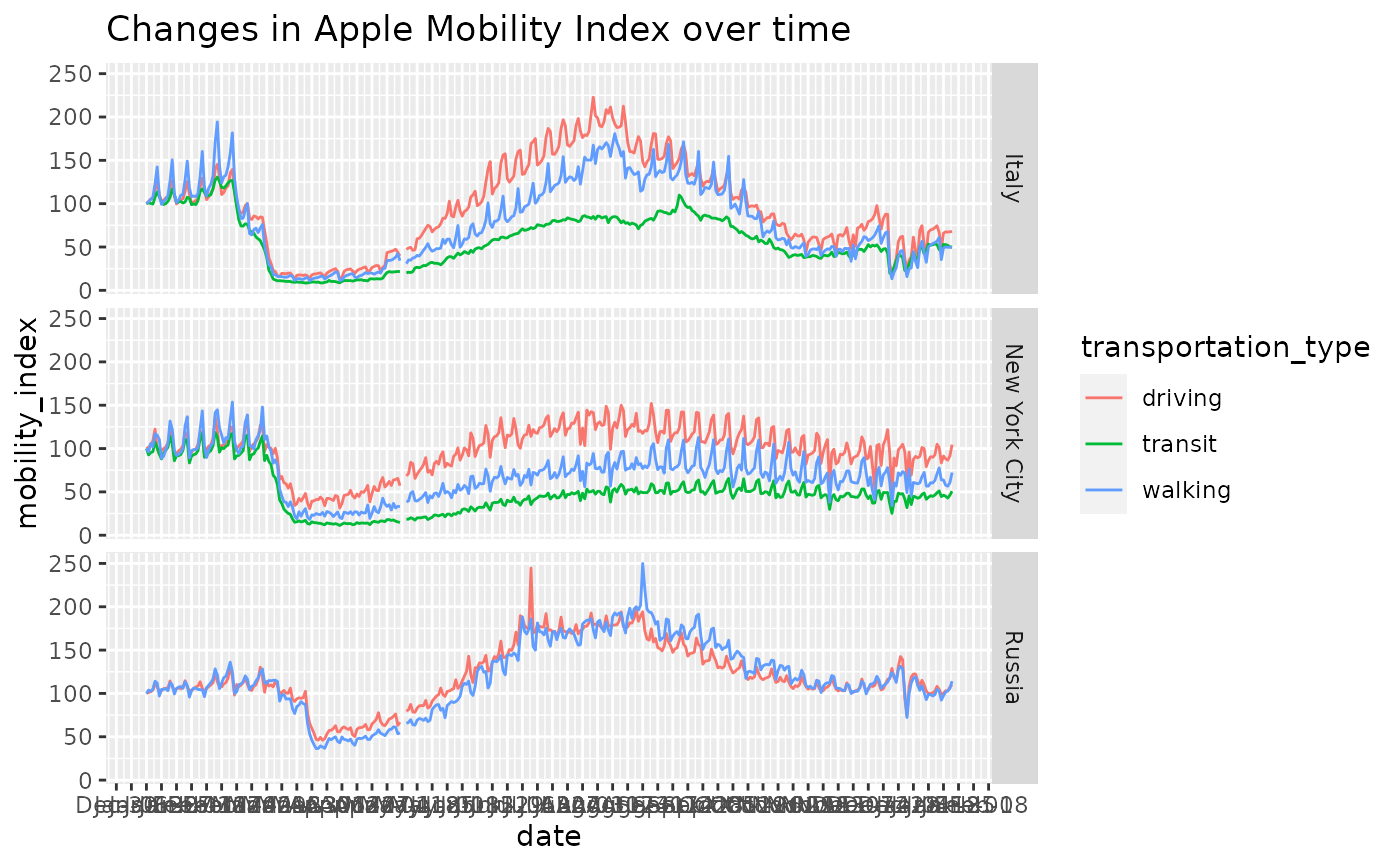 Changes in Apple Mobility Index over time
250
200
150
100
50
0
Italy
250
200
150
100
50
0
New York City
250
200
150
100
50
0
Russia
mobility_index
date
transportation_type
driving
transit
walking